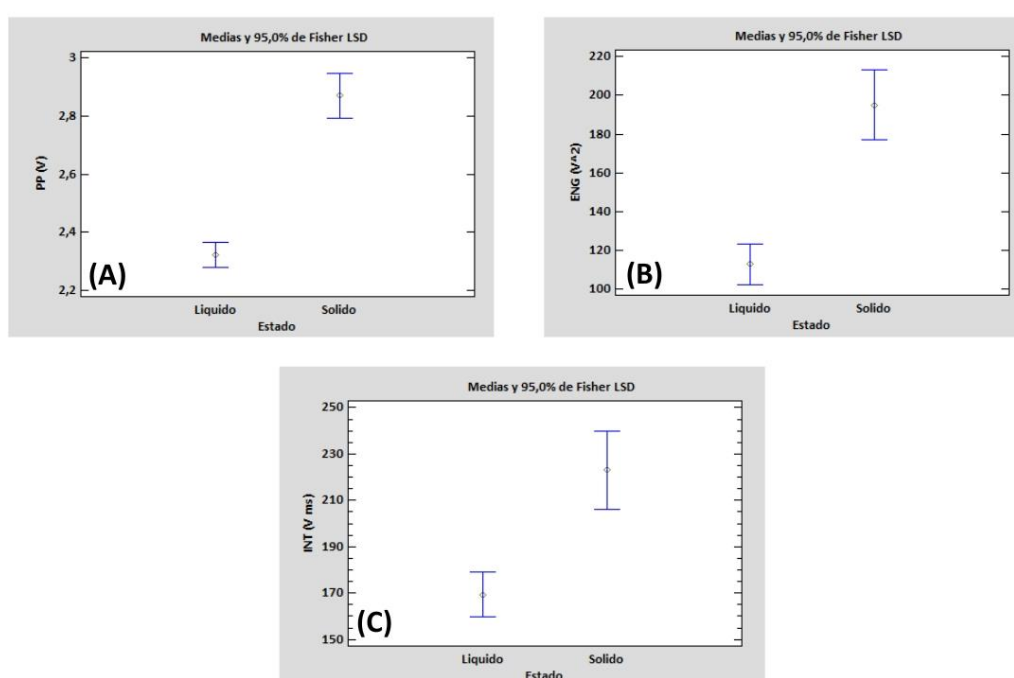 Medias y 95,0% de Fisher LSD
3
2,8
2,6
2,4
2,2
PP (V)
(A)
Liquido Solido
Estado
Medias y 95,0% de Fisher LSD
220
200
180
160
140
120
100
ENG (V^2)
(B)
Liquido Solido
Estado
Medias y 95,0% de Fisher LSD
250
230
210
190
170
150
INT (V ms)
(C)
Liquido Solido
Estado